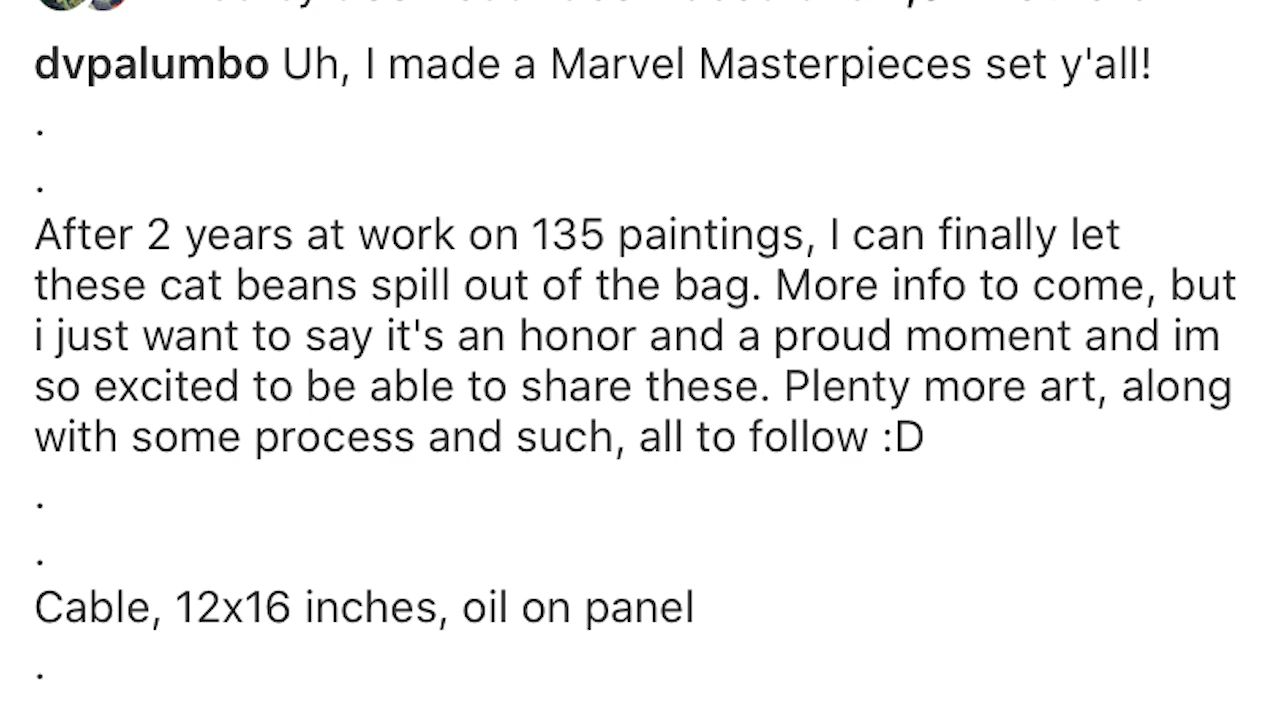 dvpalumbo Uh, I made a Marvel Masterpieces set y'all!
.
.
After 2 years at work on 135 paintings, I can finally let
these cat beans spill out of the bag. More info to come, but
i just want to say it's an honor and a proud moment and im
so excited to be able to share these. Plenty more art, along
with some process and such, all to follow :D
.
.
Cable, 12x16 inches, oil on panel
.